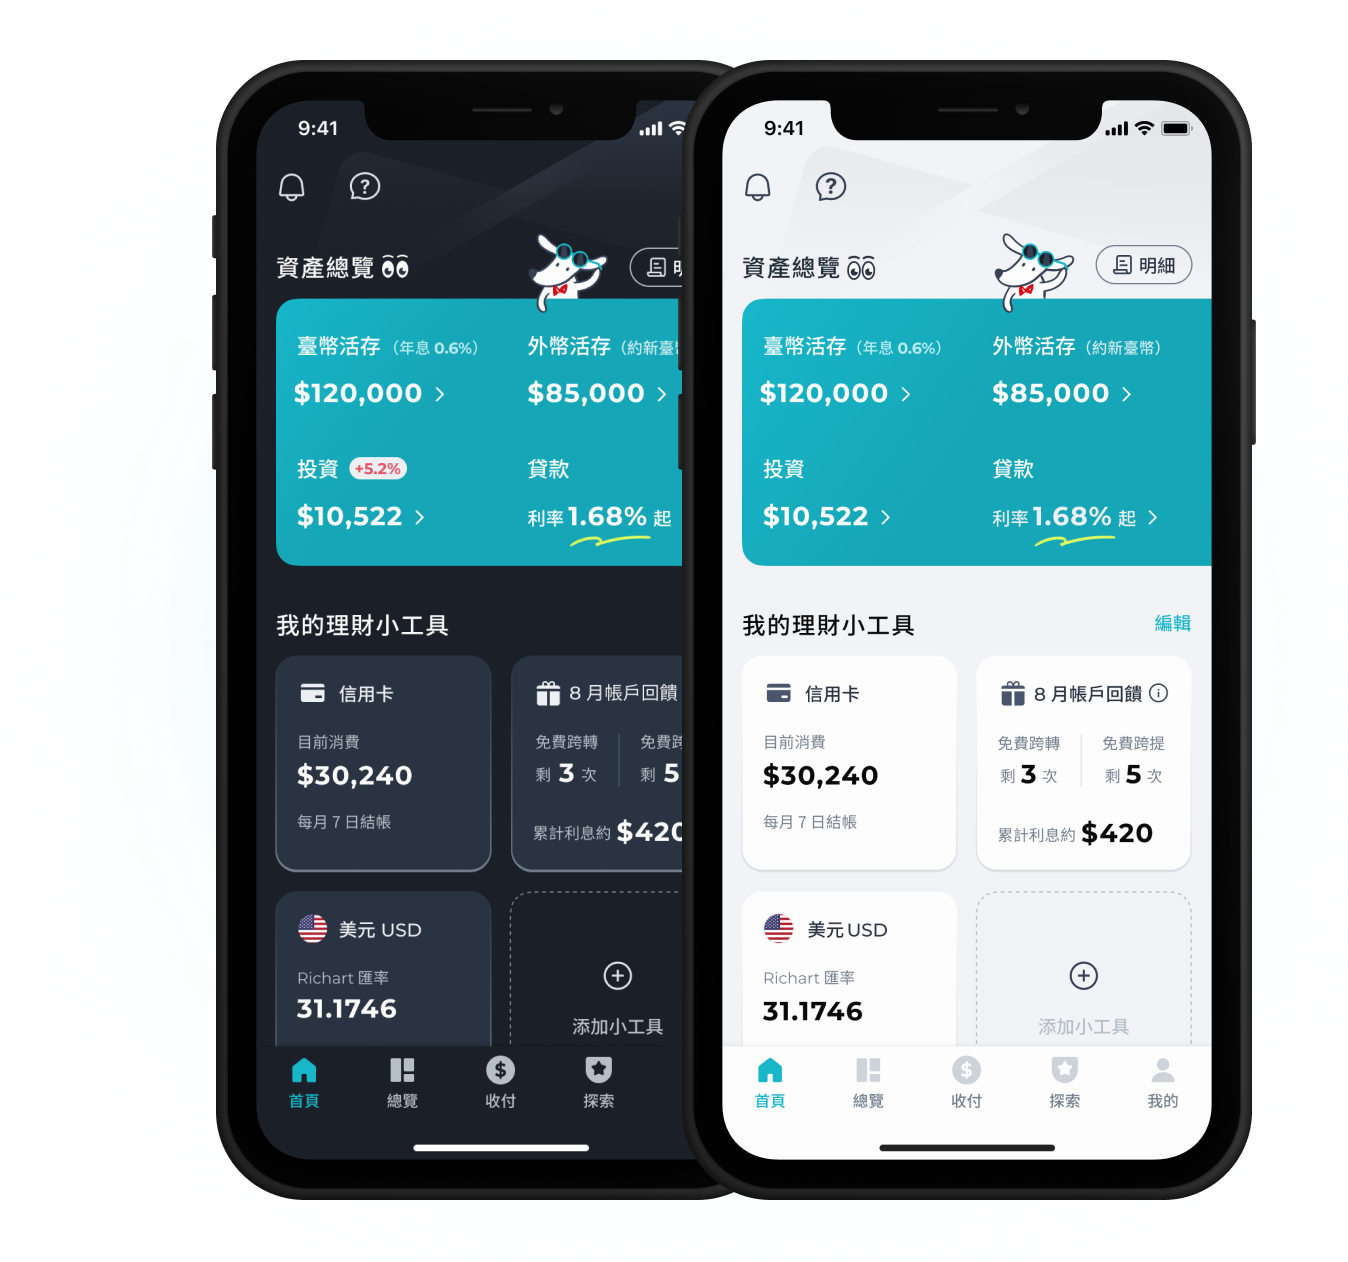 9:41
資產總覽
臺幣活存（年息 0.6%）
外幣活存（約新臺幣
$120,000
$85,000
投資 +5.2%
貸款
$10,522
利率 1.68% 起
我的理財小工具
信用卡
目前消費
$30,240
每月 7 日結帳
8 月帳戶回饋
免費跨轉
免費跨
剩 3 次
剩 5
累計利息約 $420
美元 USD
Richart 匯率
31.1746
添加小工具
首頁
總覽
$
收付
探索
9:41
資產總覽
明細
臺幣活存（年息 0.6%）
外幣活存（約新臺幣）
$120,000
$85,000
投資
貸款
$10,522
利率 1.68% 起
我的理財小工具
編輯
信用卡
目前消費
$30,240
每月 7 日結帳
8 月帳戶回饋
免費跨轉
免費跨提
剩 3 次
剩 5 次
累計利息約 $420
美元 USD
Richart 匯率
31.1746
添加小工具
首頁
總覽
$
收付
探索
我的